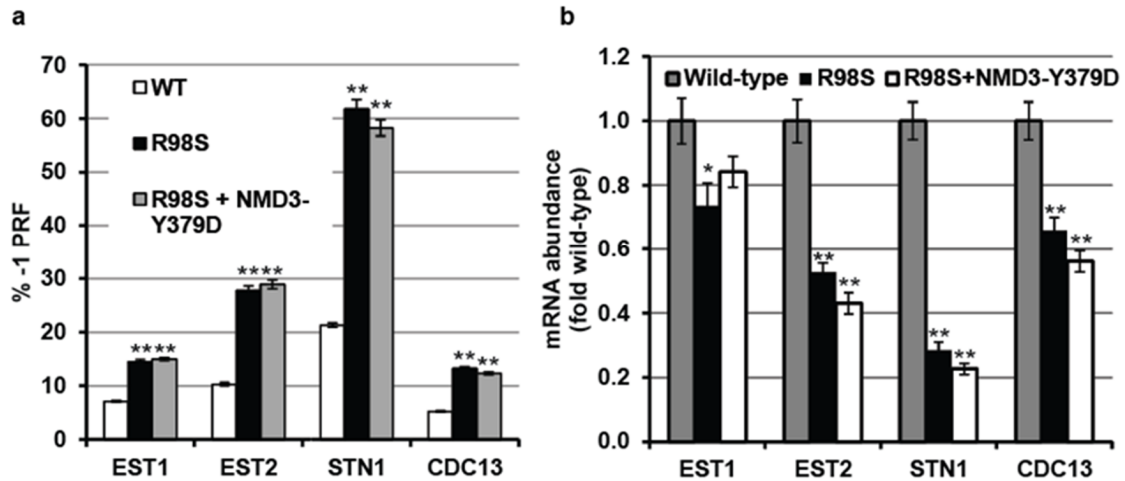 a
% -1 PRF
70
60
50
40
30
20
10
0
WT
R98S
R98S + NMD3-
Y379D
** **
** **
** **
** **
EST1 EST2 STN1 CDC13
b
mRNA abundance
(fold wild-type)
1.2
1.0
0.8
0.6
0.4
0.2
0.0
Wild-type R98S R98S+NMD3-Y379D
*
** **
** **
** **
EST1 EST2 STN1 CDC13